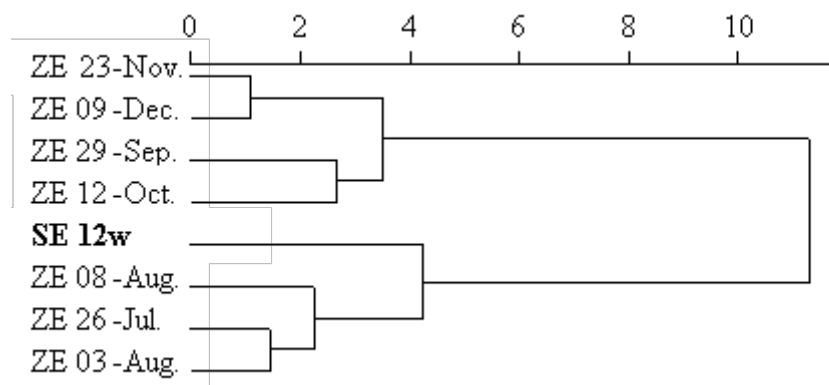 0 2 4 6 8 10
ZE 23-Nov.
ZE 09-Dec.
ZE 29-Sep.
ZE 12-Oct.
SE 12w
ZE 08-Aug.
ZE 26-Jul.
ZE 03-Aug.